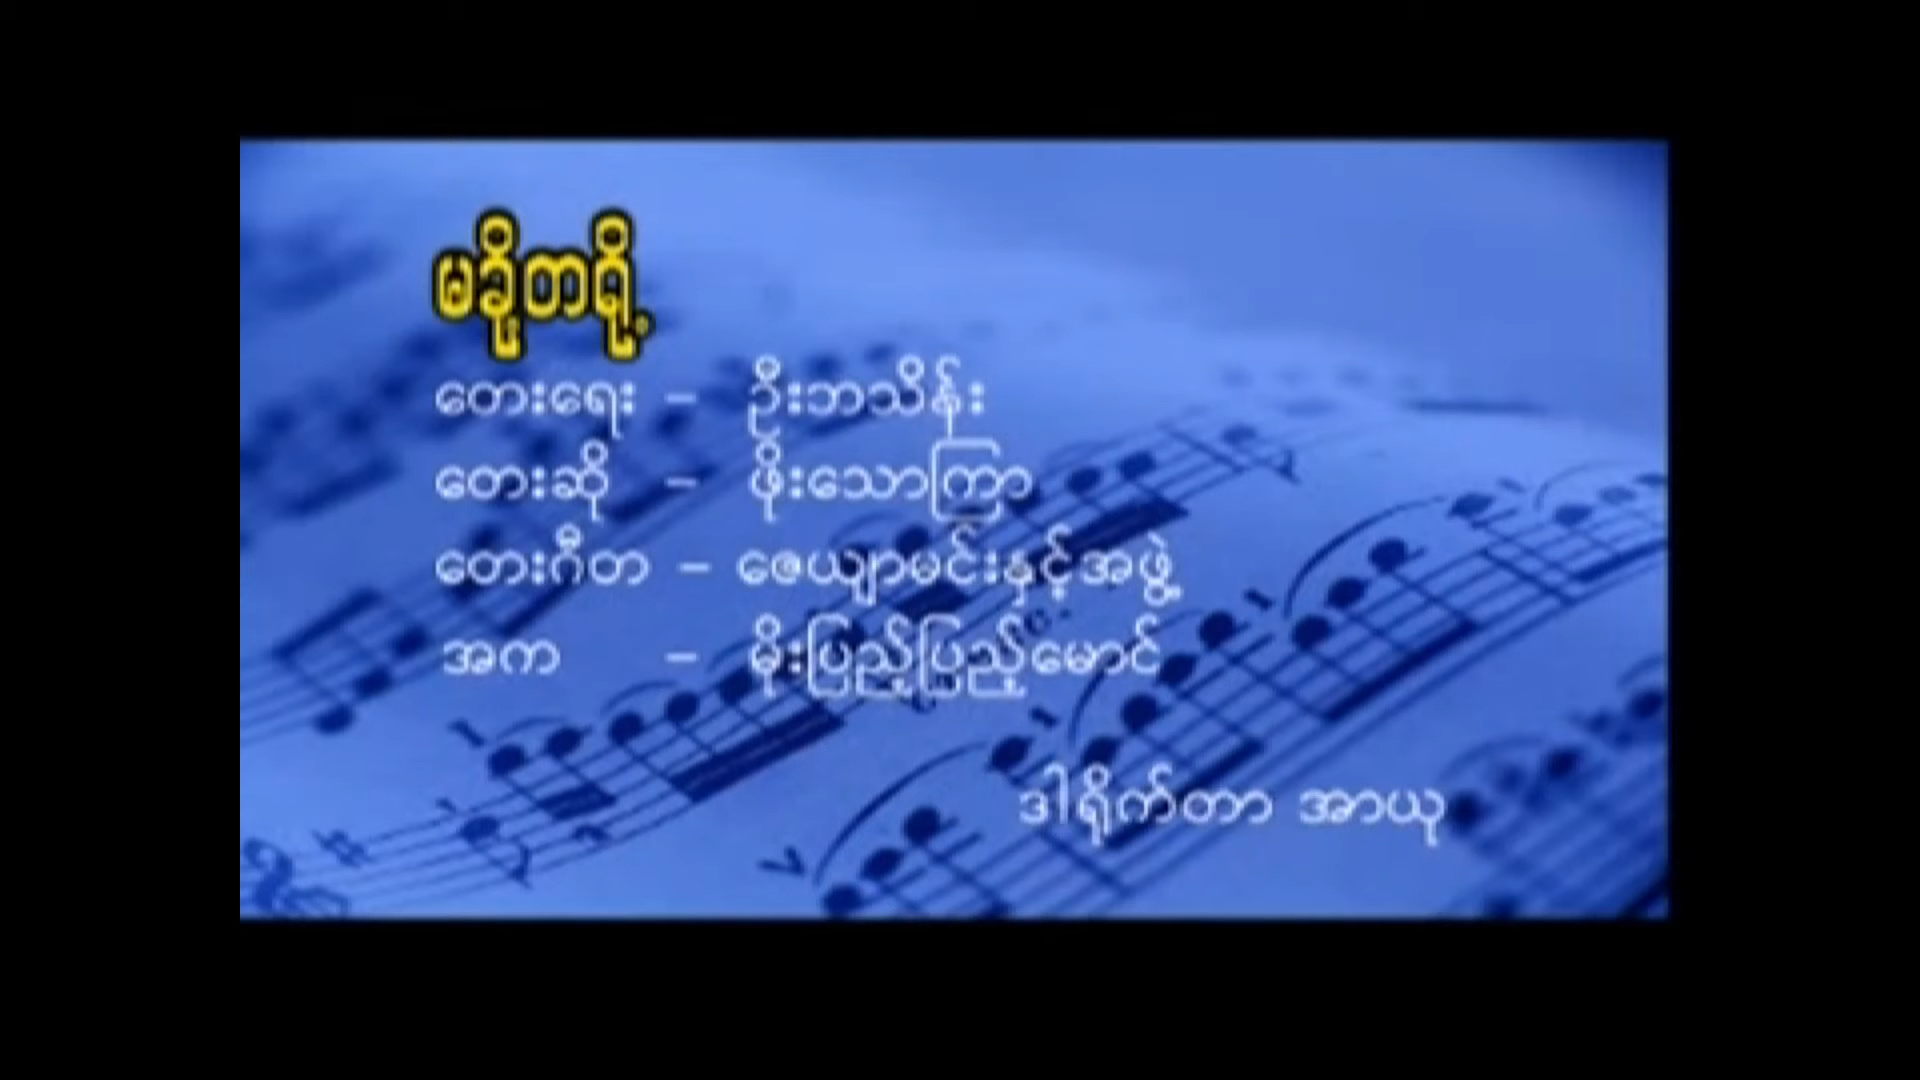 မခိုတရို့
တေးရေး – ဦးဘသိန်း
တေးဆို – ဖိုးသောကြာ
တေးဂီတ – ဇေယျာမင်းနှင့်အဖွဲ့
အက – မိုးပြည့်ပြည့်မောင်
ဒါရိုက်တာ အာယု